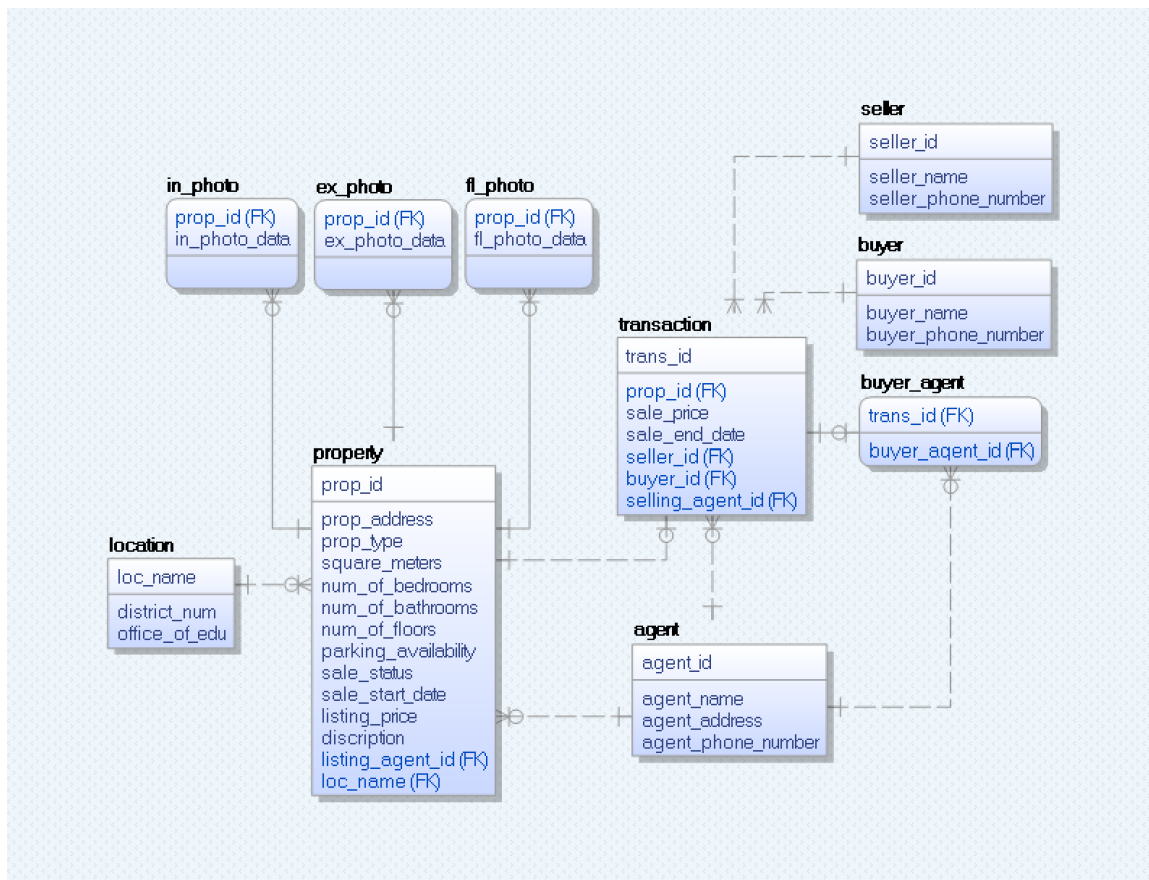 seller
seller_id
seller_name
seller_phone_number
in_photo
prop_id (FK)
in_photo_data
ex_photo
prop_id (FK)
ex_photo_data
fl_photo
prop_id (FK)
fl_photo_data
buyer
buyer_id
buyer_name
buyer_phone_number
transaction
trans_id
prop_id (FK)
sale_price
sale_end_date
seller_id (FK)
buyer_id (FK)
selling_agent_id (FK)
buyer_agent
trans_id (FK)
buyer_agent_id (FK)
property
prop_id
prop_address
prop_type
square_meters
num_of_bedrooms
num_of_bathrooms
num_of_floors
parking_availability
sale_status
sale_start_date
listing_price
discription
listing_agent_id (FK)
loc_name (FK)
location
loc_name
district_num
office_of_edu
agent
agent_id
agent_name
agent_address
agent_phone_number